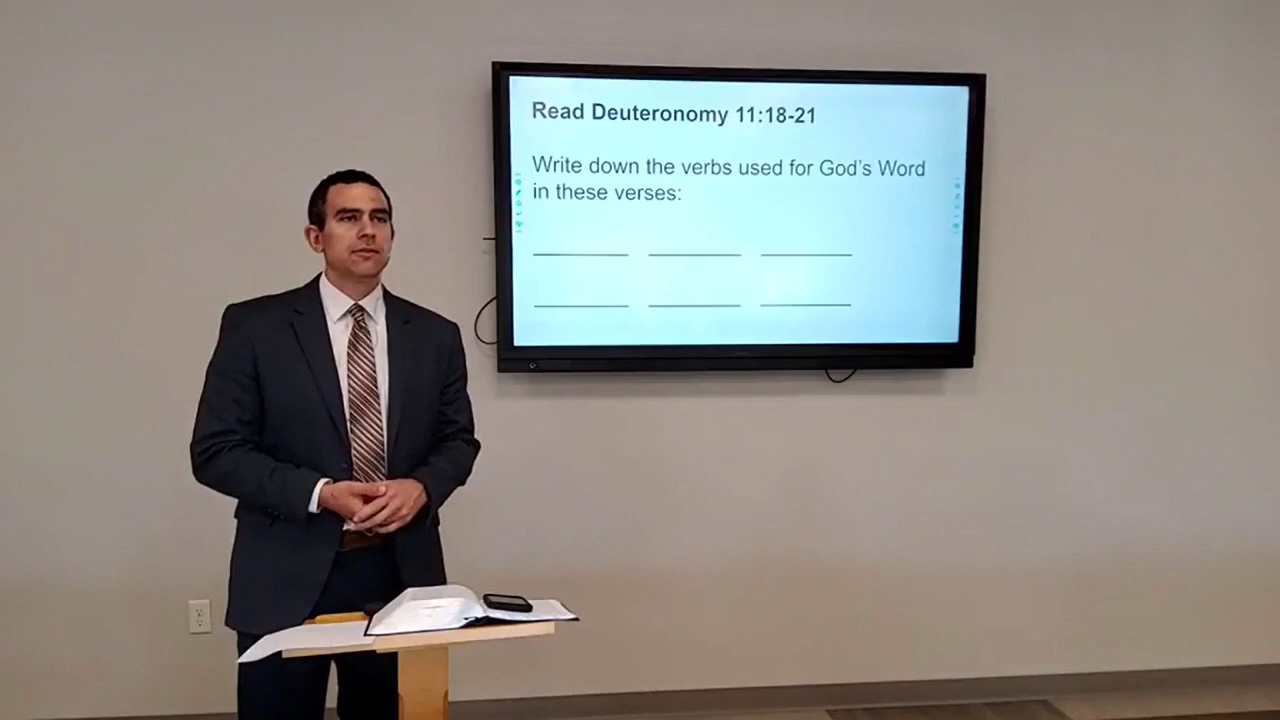 Read Deuteronomy 11:18-21
Write down the verbs used for God's Word
in these verses: